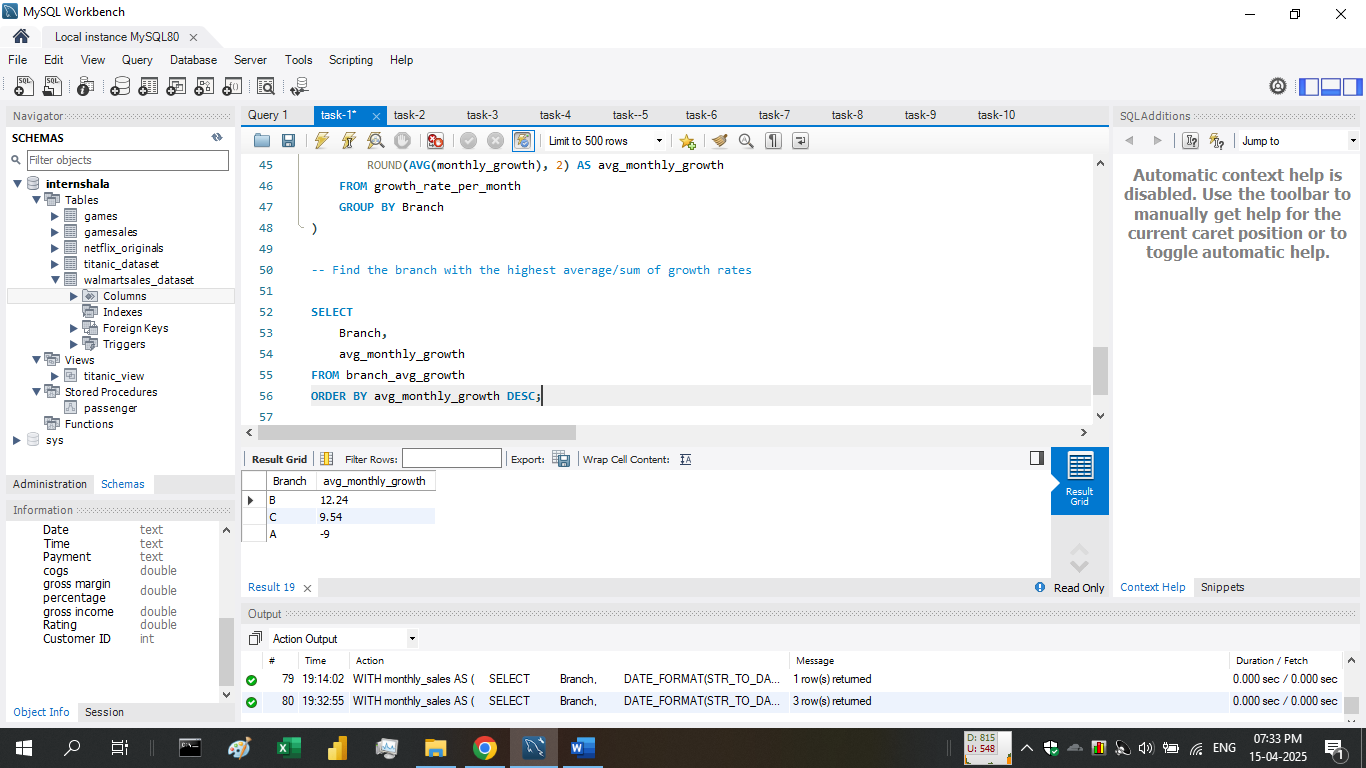 MySQL Workbench
Local instance MySQL80
File Edit View Query Database Server Tools Scripting Help
Navigator
SCHEMAS
Filter objects
internshala
Tables
games
gamesales
netflix_originals
titanic_dataset
walmartsales_dataset
Columns
Indexes
Foreign Keys
Triggers
Views
titanic_view
Stored Procedures
passenger
Functions
sys
Administration Schemas
Information
Date text
Time text
Payment text
cogs double
gross margin
percentage double
gross income double
Rating double
Customer ID int
Object Info Session
Query 1 task-1* task-2 task-3 task-4 task--5 task-6 task-7 task-8 task-9 task-10
Limit to 500 rows
45 ROUND(AVG(monthly_growth), 2) AS avg_monthly_growth
46 FROM growth_rate_per_month
47 GROUP BY Branch
48 )
49
50 -- Find the branch with the highest average/sum of growth rates
51
52 SELECT
53 Branch,
54 avg_monthly_growth
55 FROM branch_avg_growth
56 ORDER BY avg_monthly_growth DESC;
57
Result Grid Filter Rows: Export: Wrap Cell Content:
Branch avg_monthly_growth
B 12.24
C 9.54
A -9
Result
Grid
Result 19
Read Only
SQLAdditions
Jump to
Automatic context help is
disabled. Use the toolbar to
manually get help for the
current caret position or to
toggle automatic help.
Context Help Snippets
Output
Action Output
# Time Action Message Duration / Fetch
79 19:14:02 WITH monthly_sales AS ( SELECT Branch, DATE_FORMAT(STR_TO_DA... 1 row(s) returned 0.000 sec / 0.000 sec
80 19:32:55 WITH monthly_sales AS ( SELECT Branch, DATE_FORMAT(STR_TO_DA... 3 row(s) returned 0.000 sec / 0.000 sec
D: 815
U: 548
ENG
07:33 PM
15-04-2025
1